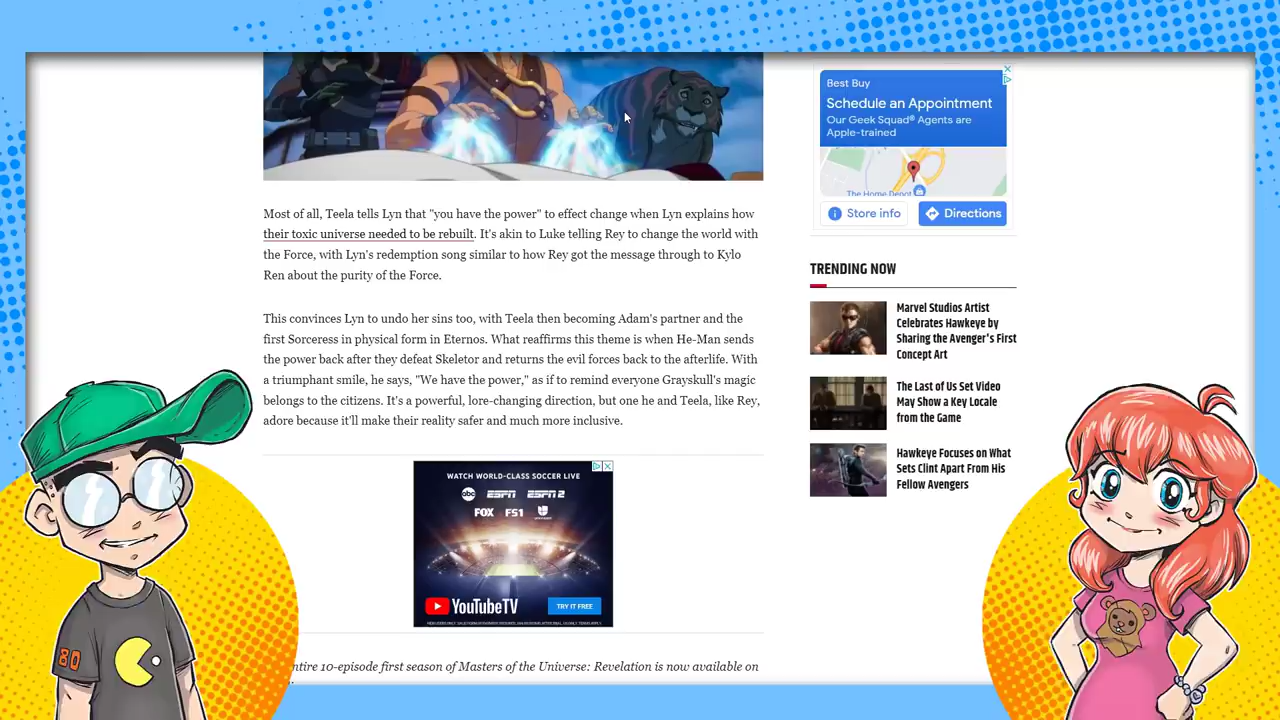 Most of all, Teela tells Lyn that "you have the power" to effect change when Lyn explains how
their toxic universe needed to be rebuilt. It's akin to Luke telling Rey to change the world with
the Force, with Lyn's redemption song similar to how Rey got the message through to Kylo
Ren about the purity of the Force.
This convinces Lyn to undo her sins too, with Teela then becoming Adam's partner and the
first Sorceress in physical form in Eternos. What reaffirms this theme is when He-Man sends
the power back after they defeat Skeletor and returns the evil forces back to the afterlife. With
a triumphant smile, he says, "We have the power," as if to remind everyone Grayskull's magic
belongs to the citizens. It's a powerful, lore-changing direction, but one he and Teela, like Rey,
adore because it'll make their reality safer and much more inclusive.
WATCH WORLD-CLASS SOCCER LIVE
abc ESPN ESPN 2
FOX FS1
YouTubeTV
TRY IT FREE
ntire 10-episode first season of Masters of the Universe: Revelation is now available on
Best Buy
Schedule an Appointment
Our Geek Squad® Agents are
Apple-trained
The Home Depot
Store info
Directions
TRENDING NOW
Marvel Studios Artist
Celebrates Hawkeye by
Sharing the Avenger's First
Concept Art
The Last of Us Set Video
May Show a Key Locale
from the Game
Hawkeye Focuses on What
Sets Clint Apart From His
Fellow Avengers
80